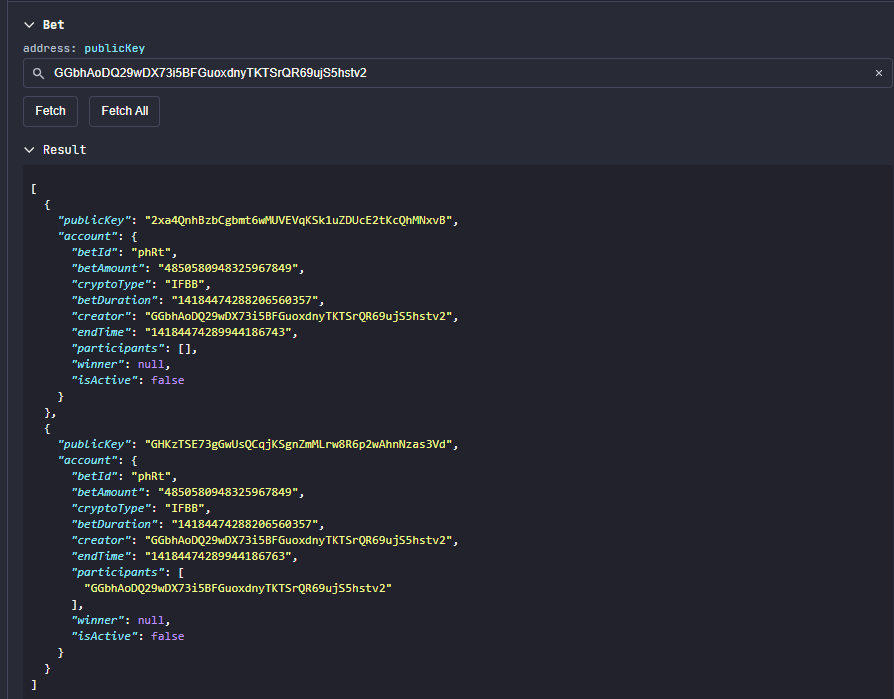 Bet
address: publicKey
GGbhAoDQ29wDX73i5BFGuoxdnyTKTSrQR69ujS5hstv2
Fetch
Fetch All
Result
[
{
"publicKey": "2xa4QnhBzbCgbmt6wMUVEVqKSk1uZDUcE2tKcQhMNxvB",
"account": {
"betId": "phRt",
"betAmount": "4850580948325967849",
"cryptoType": "IFBB",
"betDuration": "14184474288206560357",
"creator": "GGbhAoDQ29wDX73i5BFGuoxdnyTKTSrQR69ujS5hstv2",
"endTime": "14184474289944186743",
"participants": [],
"winner": null,
"isActive": false
}
},
{
"publicKey": "GHKzTSE73gGwUsQCqjKSgnZmMLrw8R6p2wAhnNzas3Vd",
"account": {
"betId": "phRt",
"betAmount": "4850580948325967849",
"cryptoType": "IFBB",
"betDuration": "14184474288206560357",
"creator": "GGbhAoDQ29wDX73i5BFGuoxdnyTKTSrQR69ujS5hstv2",
"endTime": "14184474289944186763",
"participants": [
"GGbhAoDQ29wDX73i5BFGuoxdnyTKTSrQR69ujS5hstv2"
],
"winner": null,
"isActive": false
}
}
]